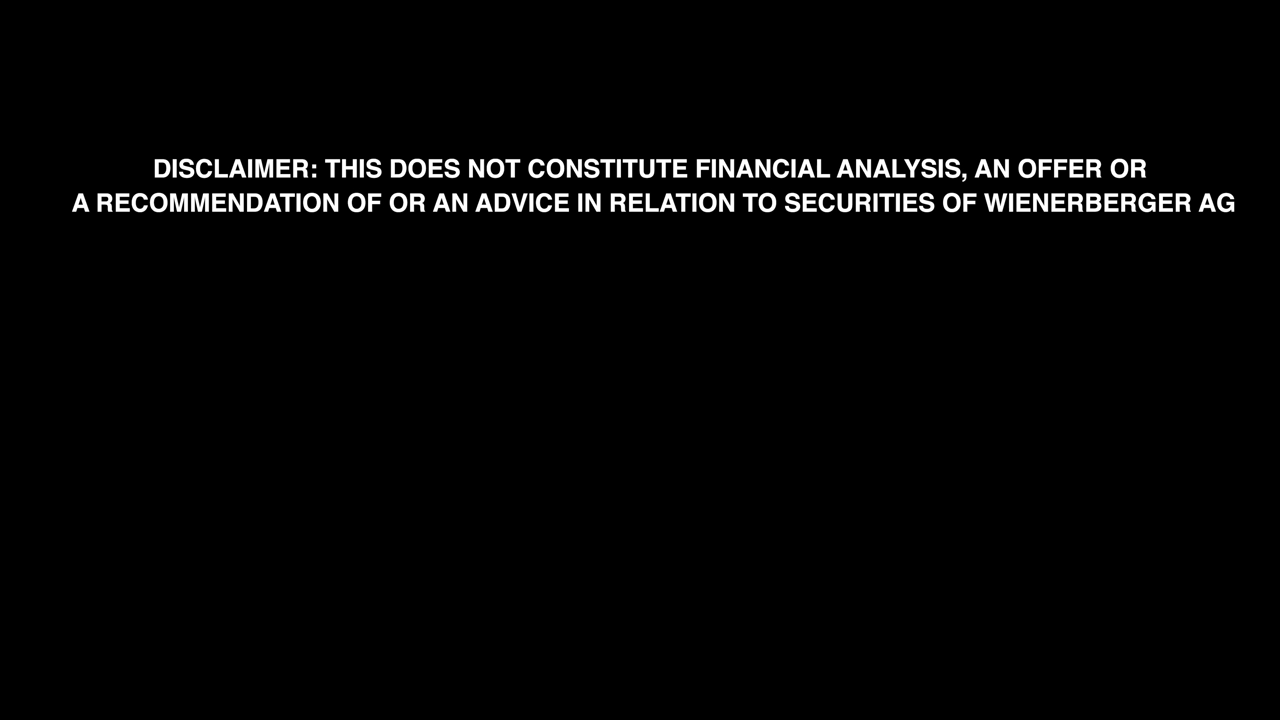 DISCLAIMER: THIS DOES NOT CONSTITUTE FINANCIAL ANALYSIS, AN OFFER OR
A RECOMMENDATION OF OR AN ADVICE IN RELATION TO SECURITIES OF WIENERBERGER AG